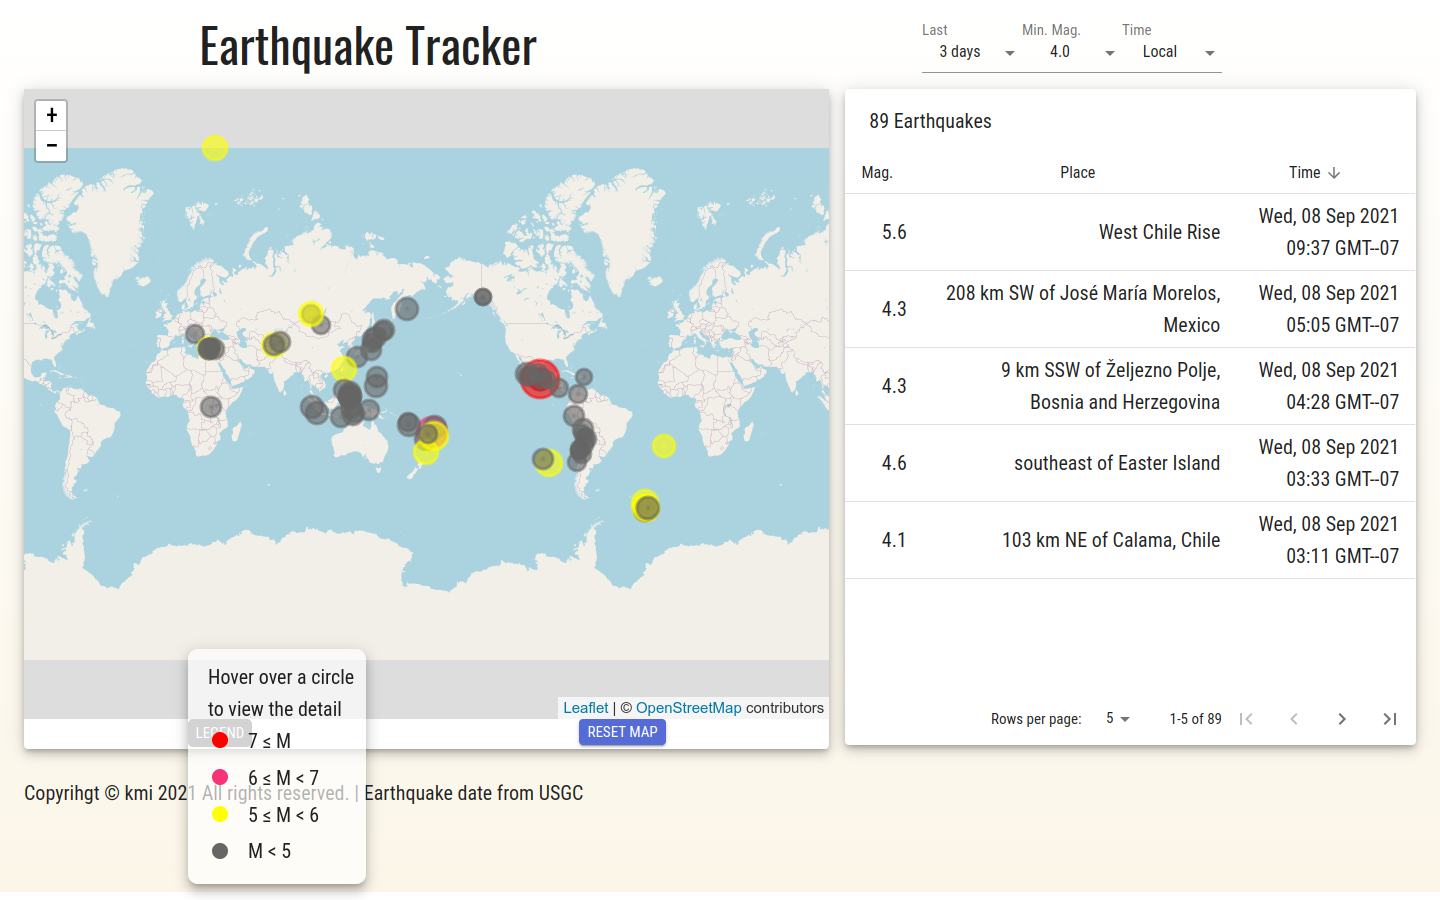 Earthquake Tracker
Last
3 days
Min. Mag.
4.0
Time
Local
+
−
Leaflet | © OpenStreetMap contributors
LEGEND
RESET MAP
Hover over a circle
to view the detail
7 ≤ M
6 ≤ M < 7
5 ≤ M < 6
M < 5
89 Earthquakes
Mag. Place Time
5.6 West Chile Rise Wed, 08 Sep 2021
09:37 GMT--07
4.3 208 km SW of José María Morelos, Wed, 08 Sep 2021
Mexico 05:05 GMT--07
4.3 9 km SSW of Željezno Polje, Wed, 08 Sep 2021
Bosnia and Herzegovina 04:28 GMT--07
4.6 southeast of Easter Island Wed, 08 Sep 2021
03:33 GMT--07
4.1 103 km NE of Calama, Chile Wed, 08 Sep 2021
03:11 GMT--07
Rows per page: 5 1-5 of 89
Copyrihgt © kmi 2021 All rights reserved. | Earthquake date from USGC